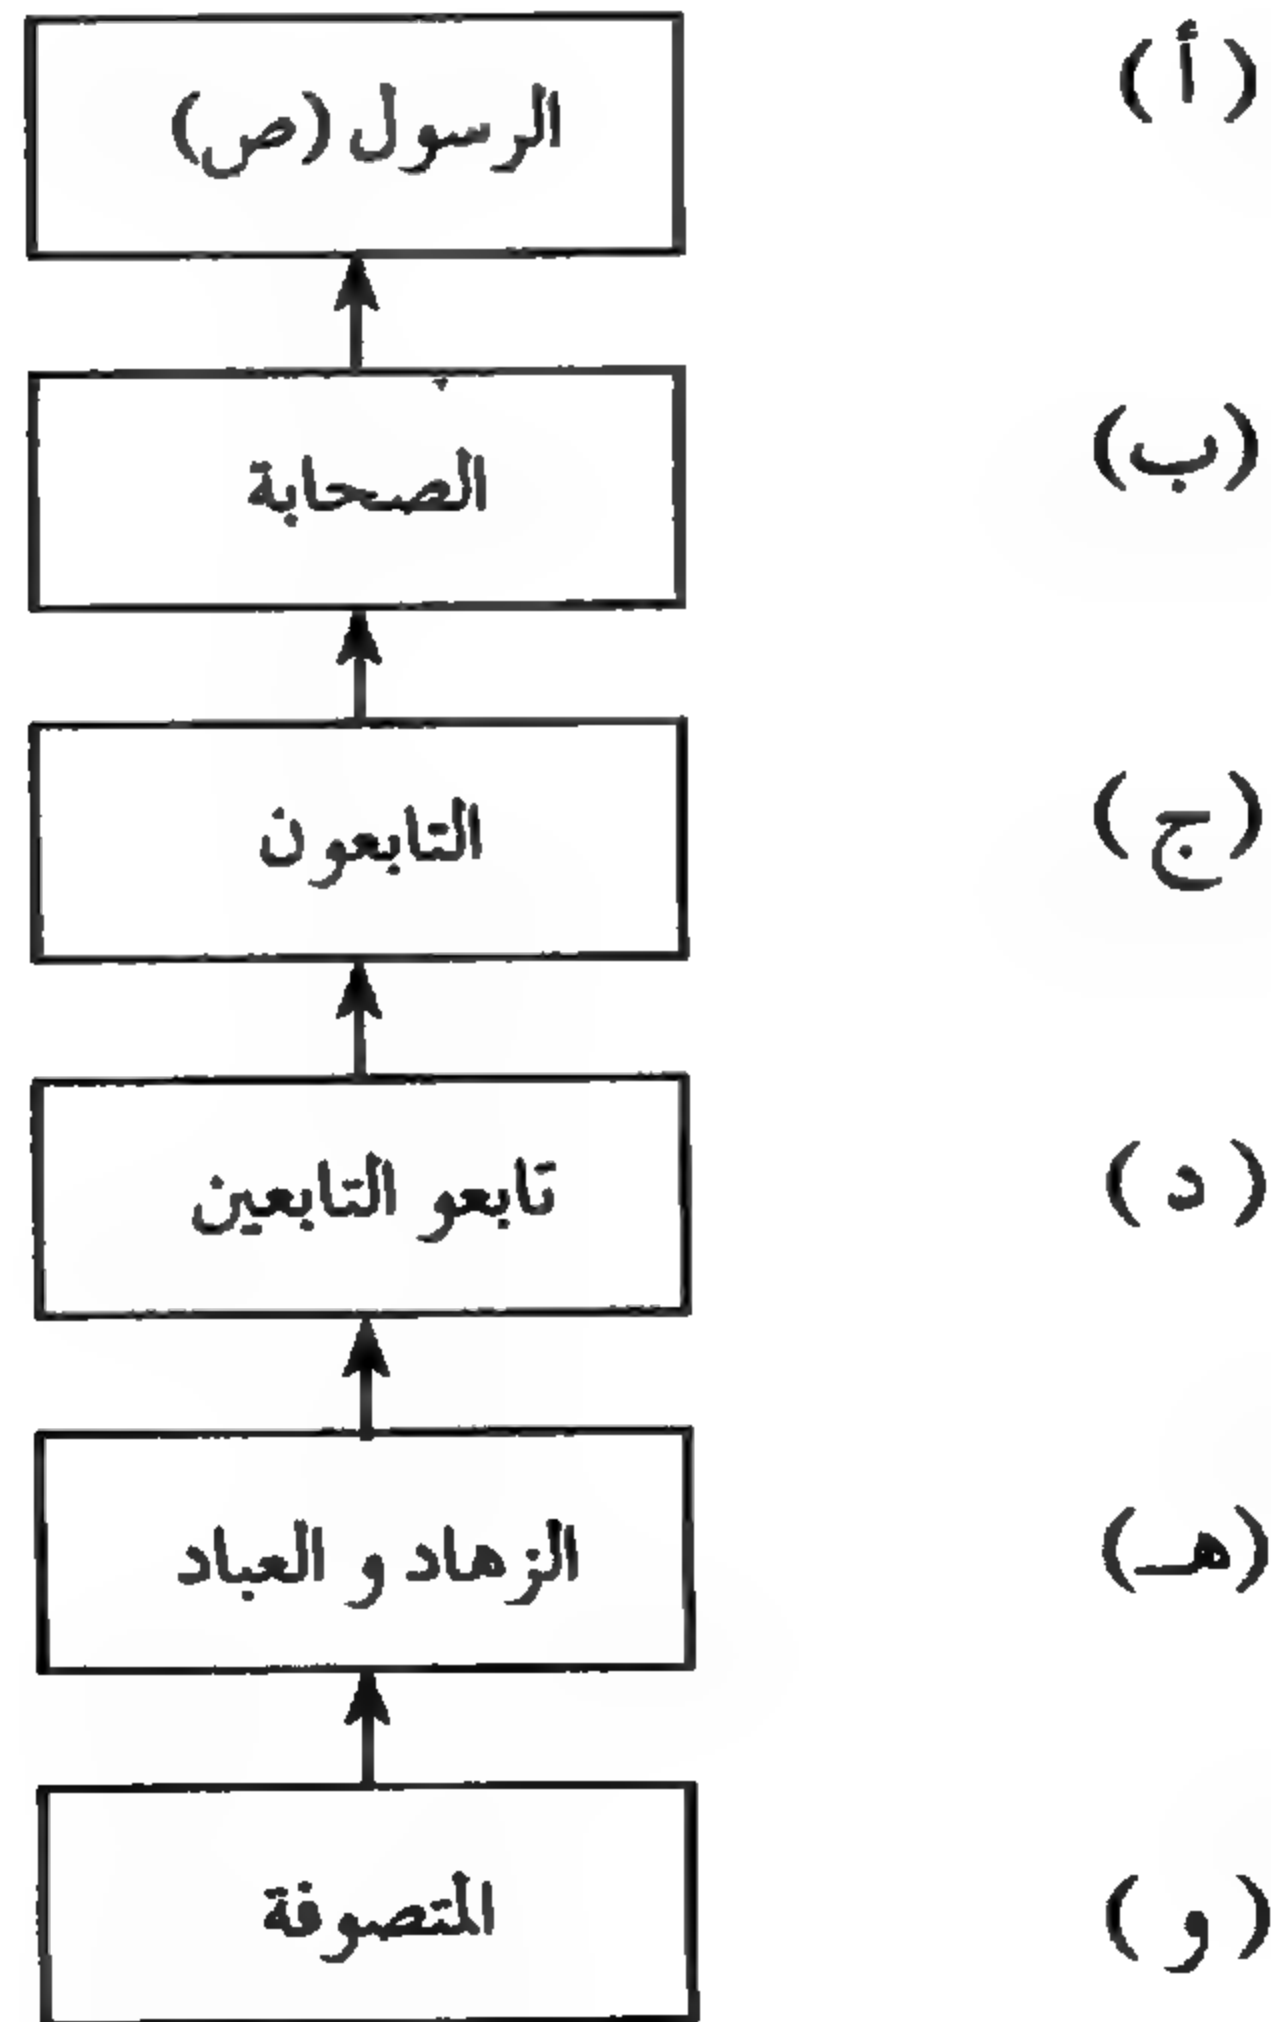 (أ) الرسول (ص)
(ب) الصحابة
(ج) التابعون
(د) تابعو التابعين
(هـ) الزهاد و العباد
(و) المتصوفة